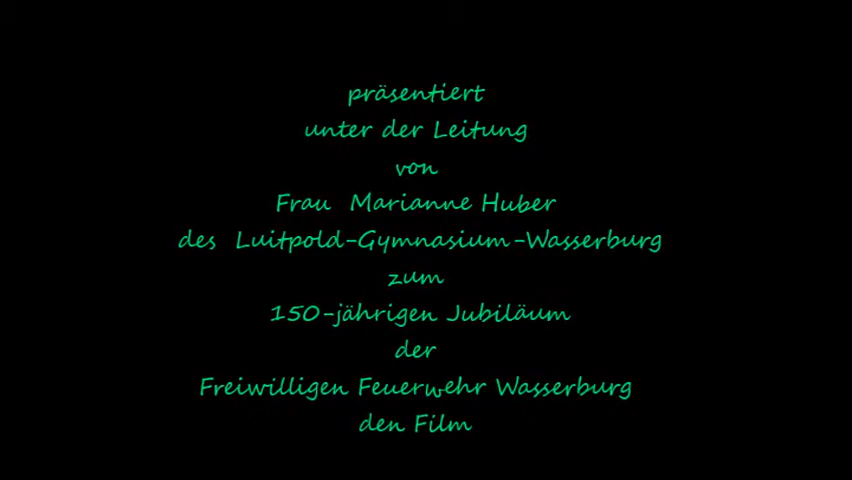 präsentiert
unter der Leitung
von
Frau Marianne Huber
des Luitpold-Gymnasium-Wasserburg
zum
150-jährigen Jubiläum
der
Freiwilligen Feuerwehr Wasserburg
den Film